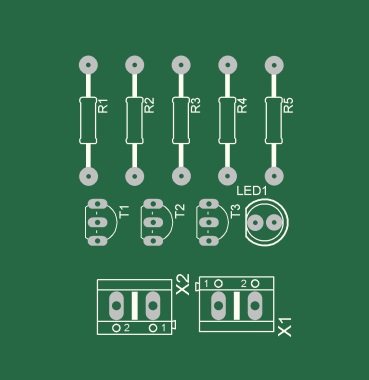 R1 R2 R3 R4 R5
T1 T2 T3 LED1
X2 1 2
2 1 X1